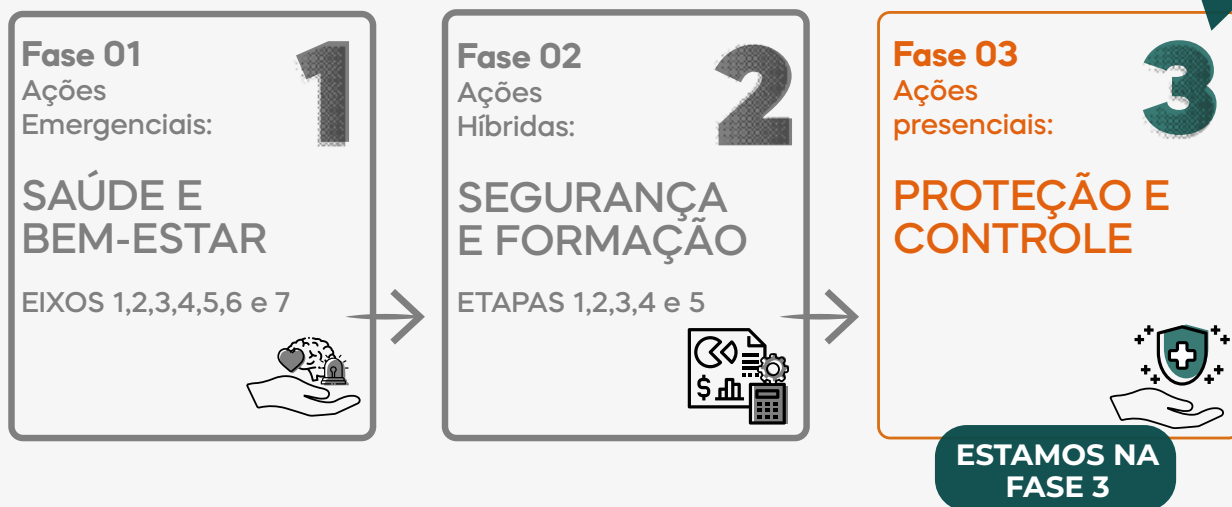 Fase 01
Ações
Emergenciais:
1
SAÚDE E
BEM-ESTAR
EIXOS 1,2,3,4,5,6 e 7
Fase 02
Ações
Híbridas:
2
SEGURANÇA
E FORMAÇÃO
ETAPAS 1,2,3,4 e 5
$
Fase 03
Ações
presenciais:
3
PROTEÇÃO E
CONTROLE
ESTAMOS NA
FASE 3